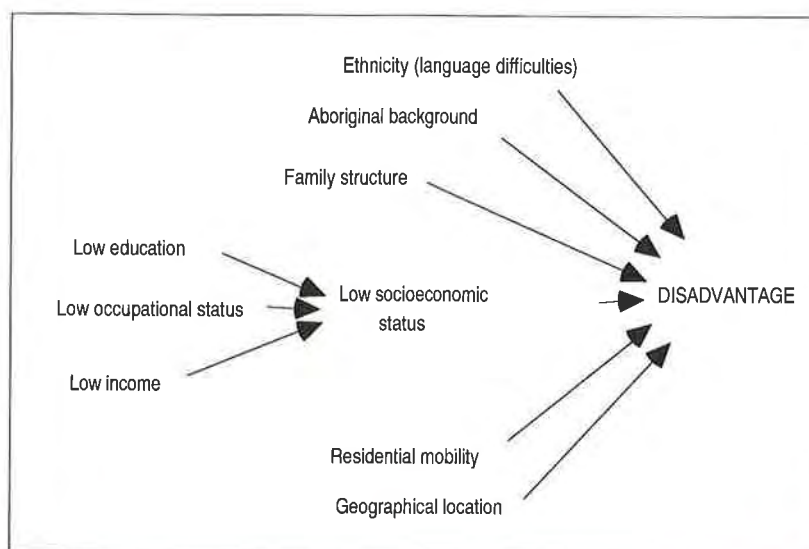 Ethnicity (language difficulties)
Aboriginal background
Family structure
Low education
Low occupational status
Low socioeconomic
status
DISADVANTAGE
Low income
Residential mobility
Geographical location